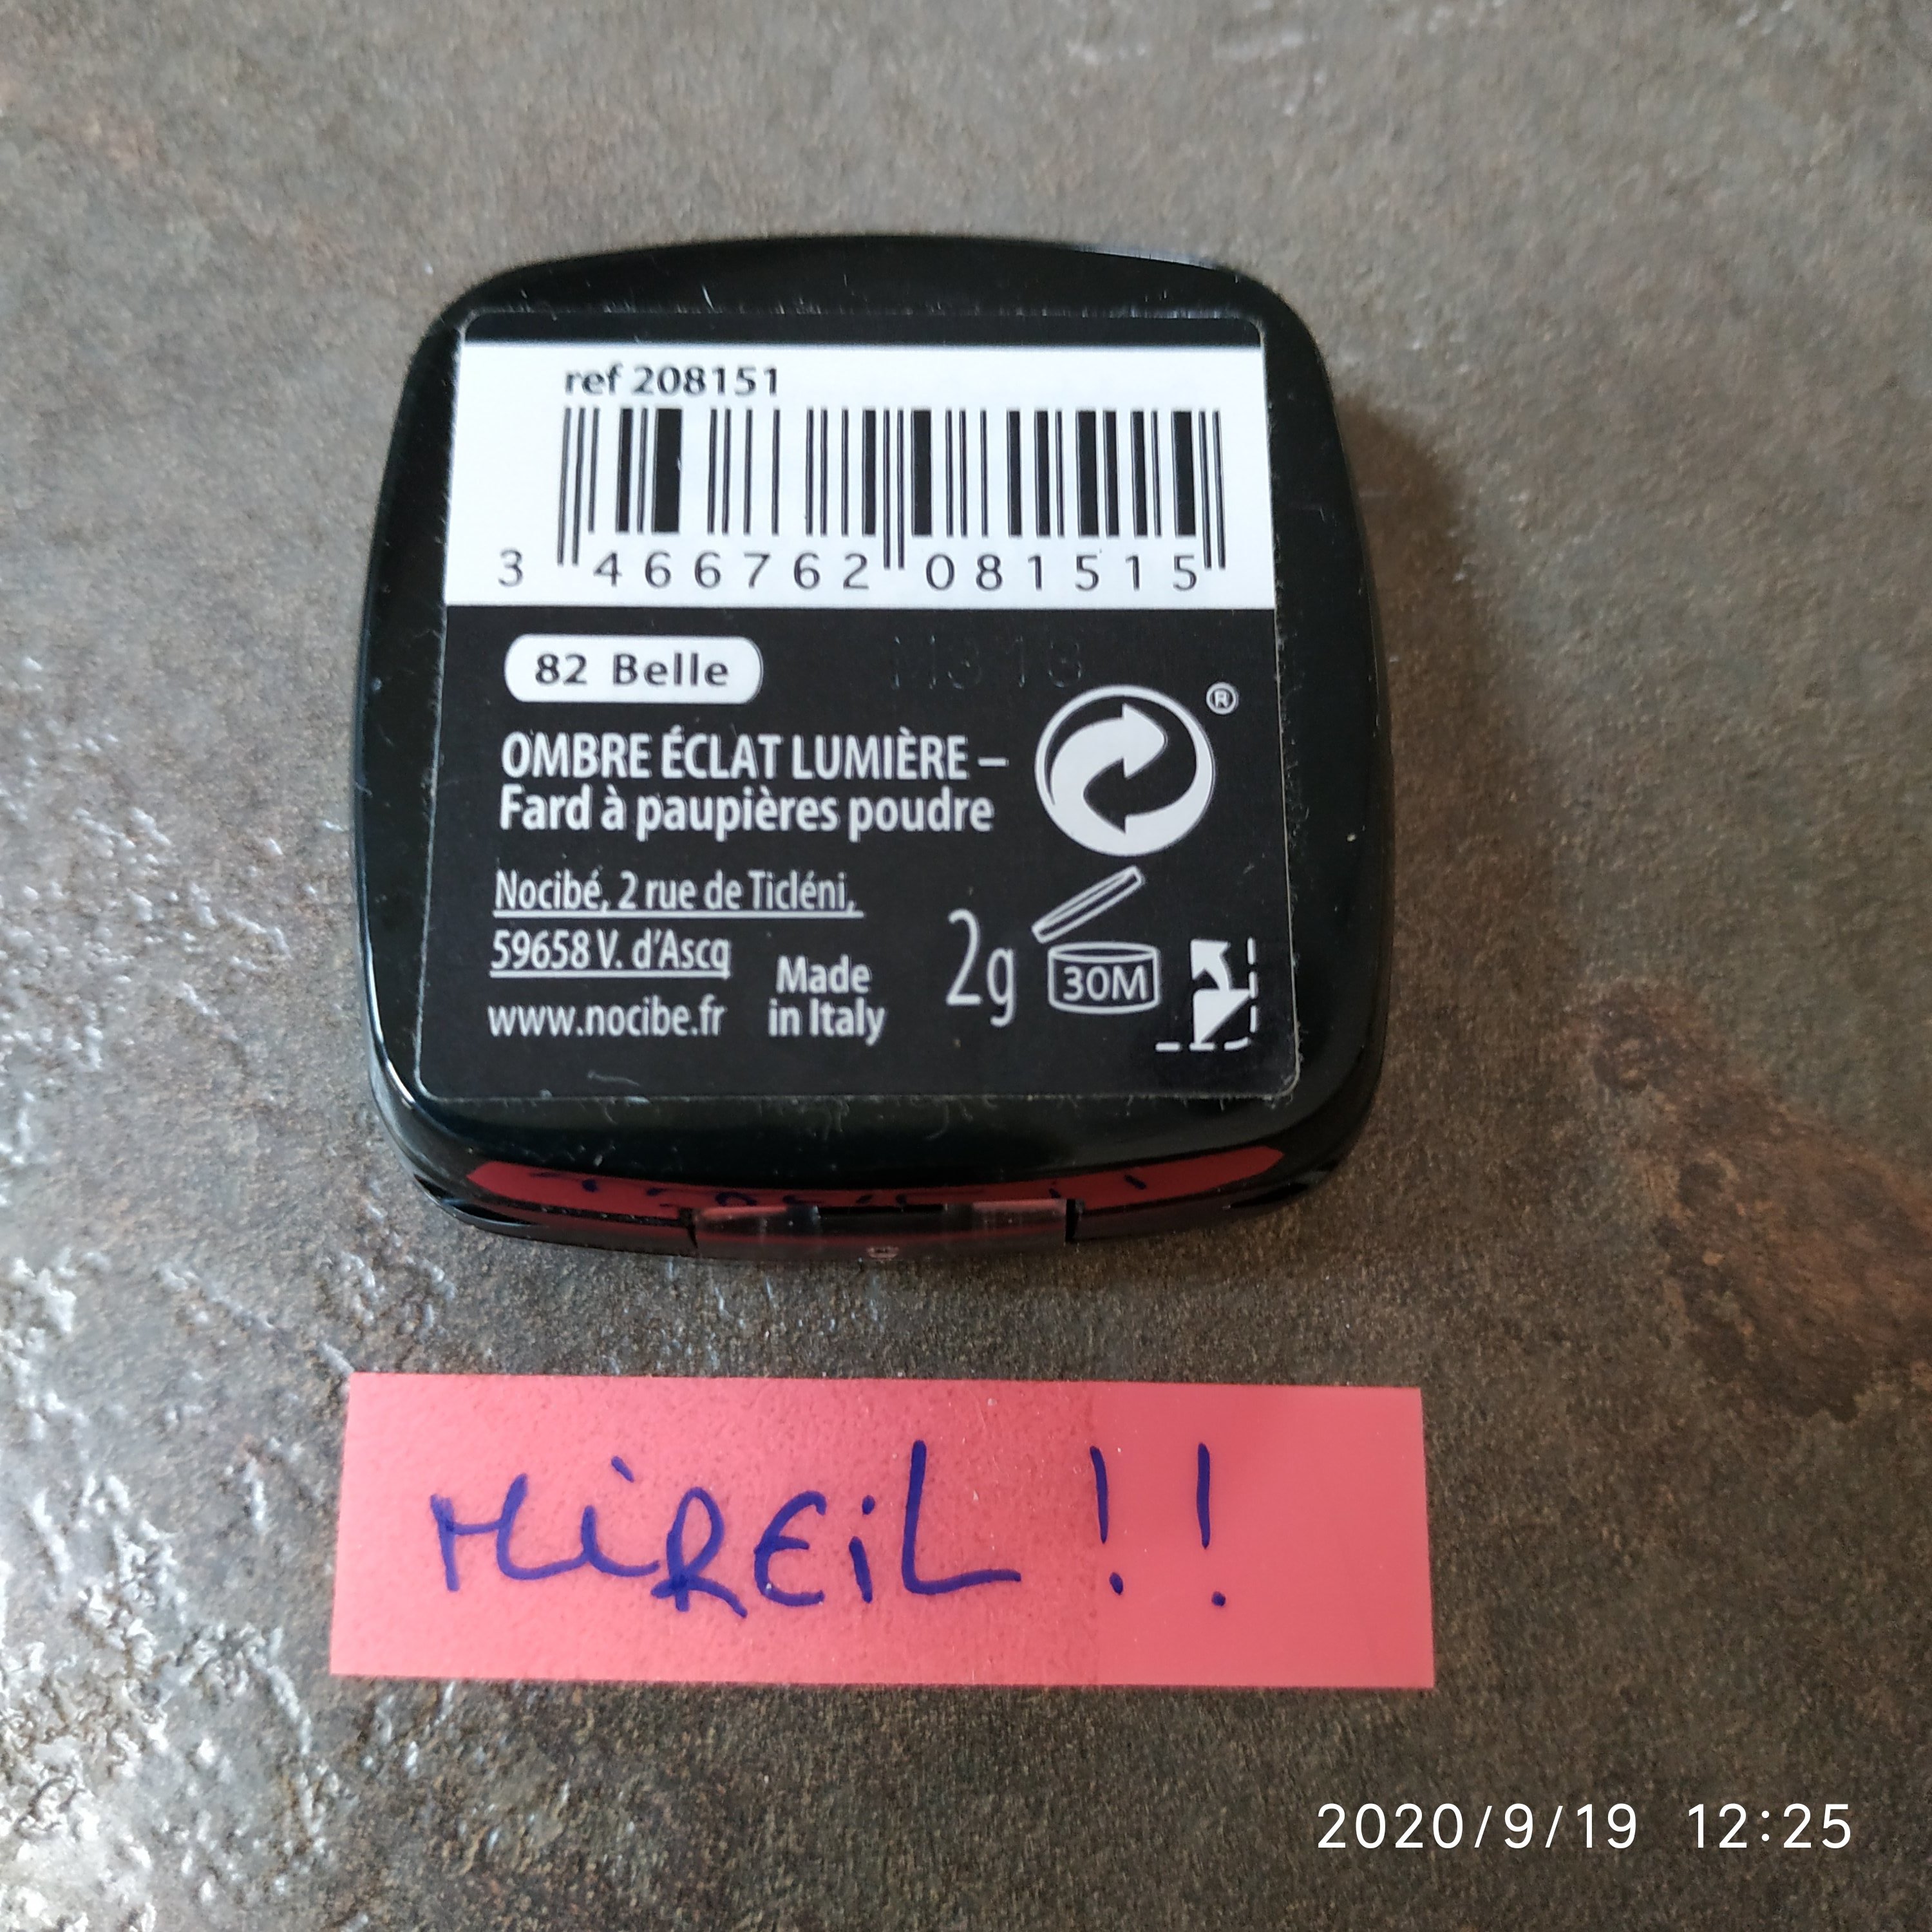 ref 208151
3 466762 081515
82 Belle
®
OMBRE ÉCLAT LUMIÈRE –
Fard à paupières poudre
Nocibé, 2 rue de Ticléni,
59658 V. d'Ascq
www.nocibe.fr
Made
in Italy
2g
30M
MiREiL !!
2020/9/19 12:25